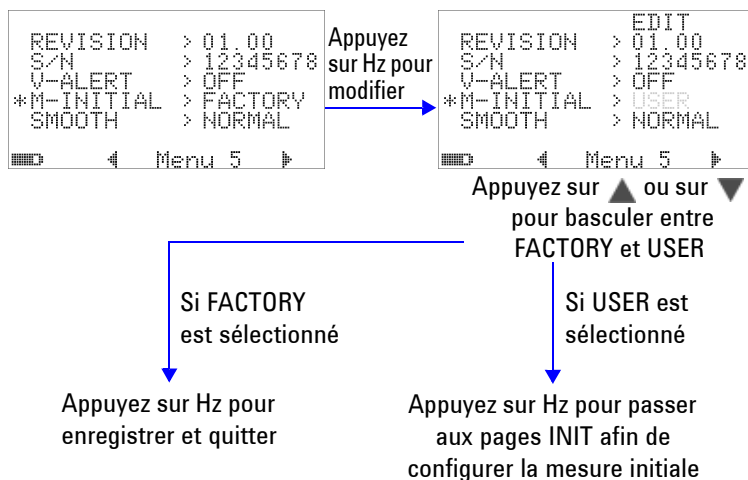 REVISION > 01.00
S/N > 12345678
V-ALERT > OFF
*M-INITIAL > FACTORY
SMOOTH > NORMAL
Menu 5
Appuyez
sur Hz pour
modifier
EDIT
REVISION > 01.00
S/N > 12345678
V-ALERT > OFF
*M-INITIAL > USER
SMOOTH > NORMAL
Menu 5
Appuyez sur ▲ ou sur ▼
pour basculer entre
FACTORY et USER
Si FACTORY
est sélectionné
Si USER est
sélectionné
Appuyez sur Hz pour
enregistrer et quitter
Appuyez sur Hz pour passer
aux pages INIT afin de
configurer la mesure initiale